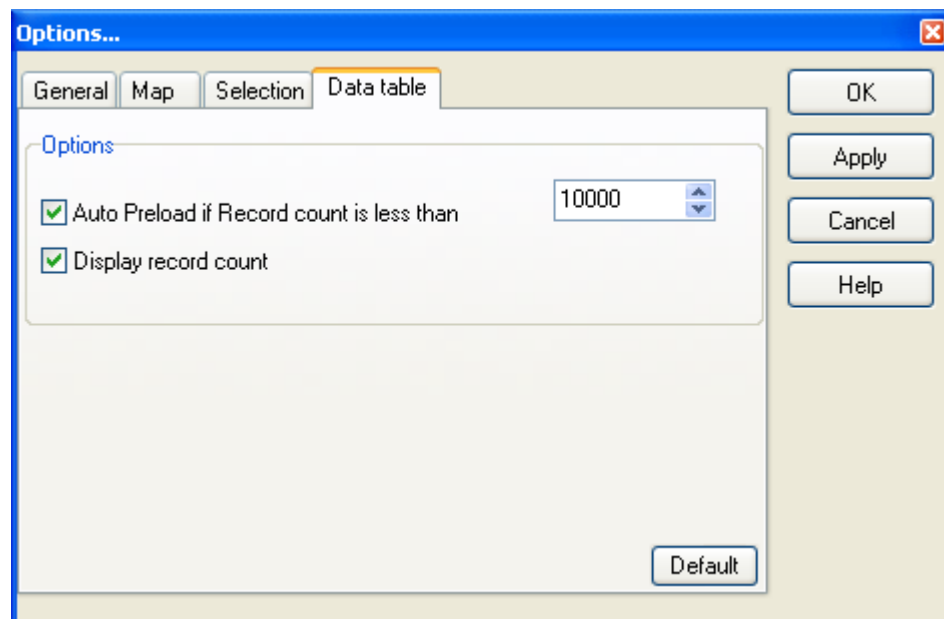 Options...
General Map Selection Data table
OK
Options
Apply
Auto Preload if Record count is less than 10000
Cancel
Display record count
Help
Default